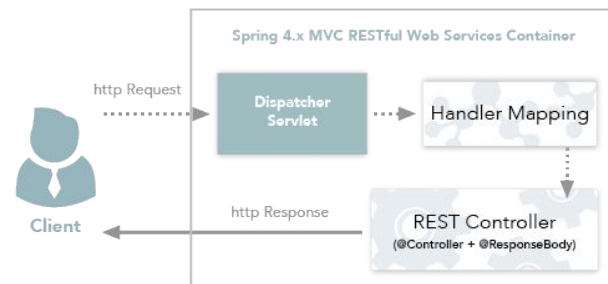 Spring 4.x MVC RESTful Web Services Container
http Request
Dispatcher
Servlet
Handler Mapping
Client
http Response
REST Controller
(@Controller + @ResponseBody)